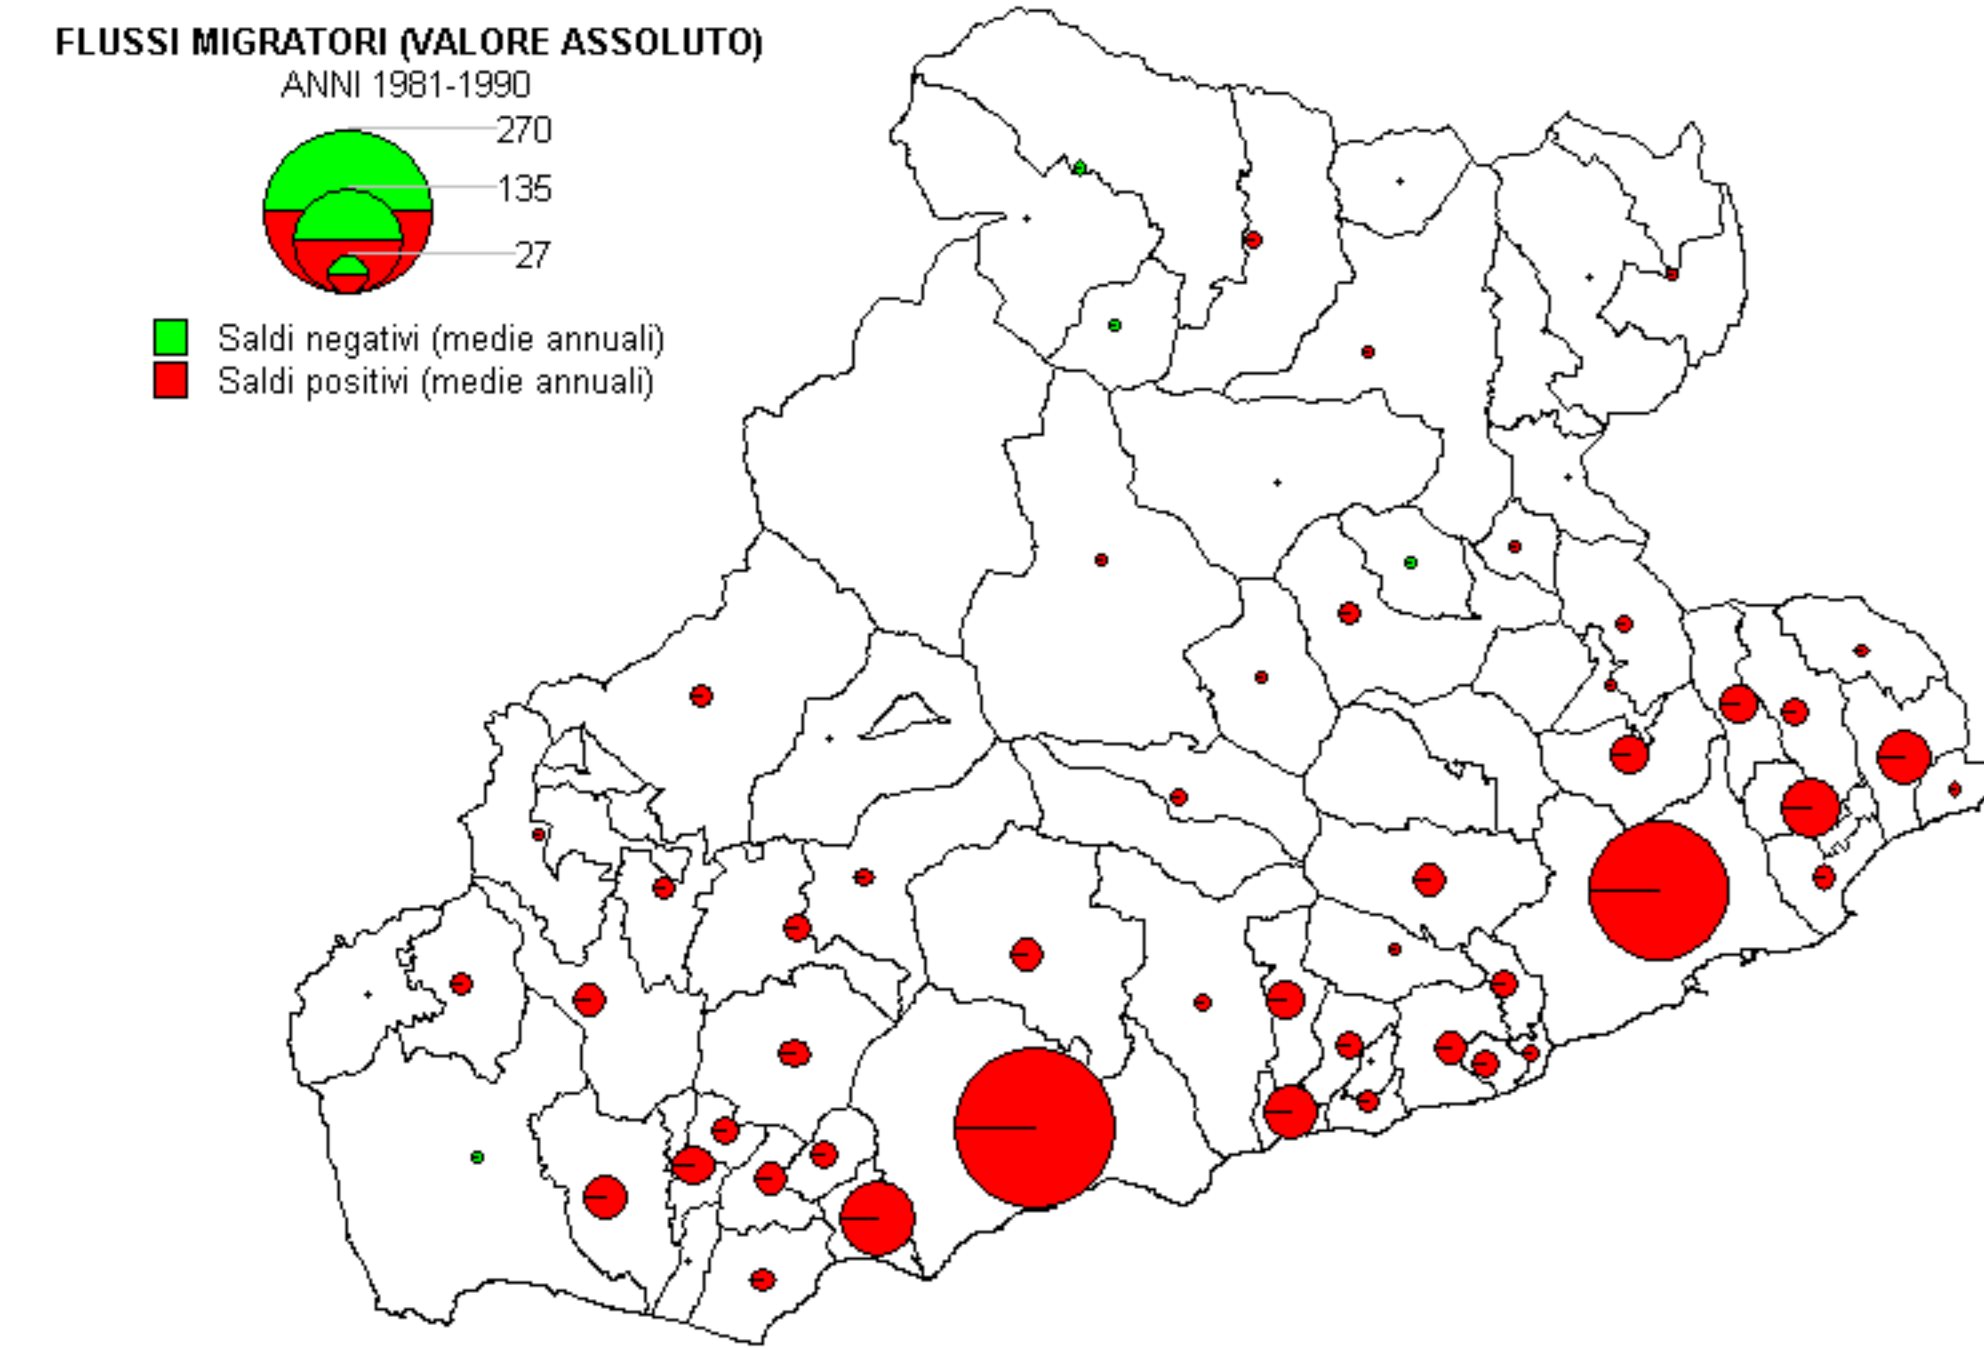 FLUSSI MIGRATORI (VALORE ASSOLUTO)
ANNI 1981-1990
270
135
27
Saldi negativi (medie annuali)
Saldi positivi (medie annuali)